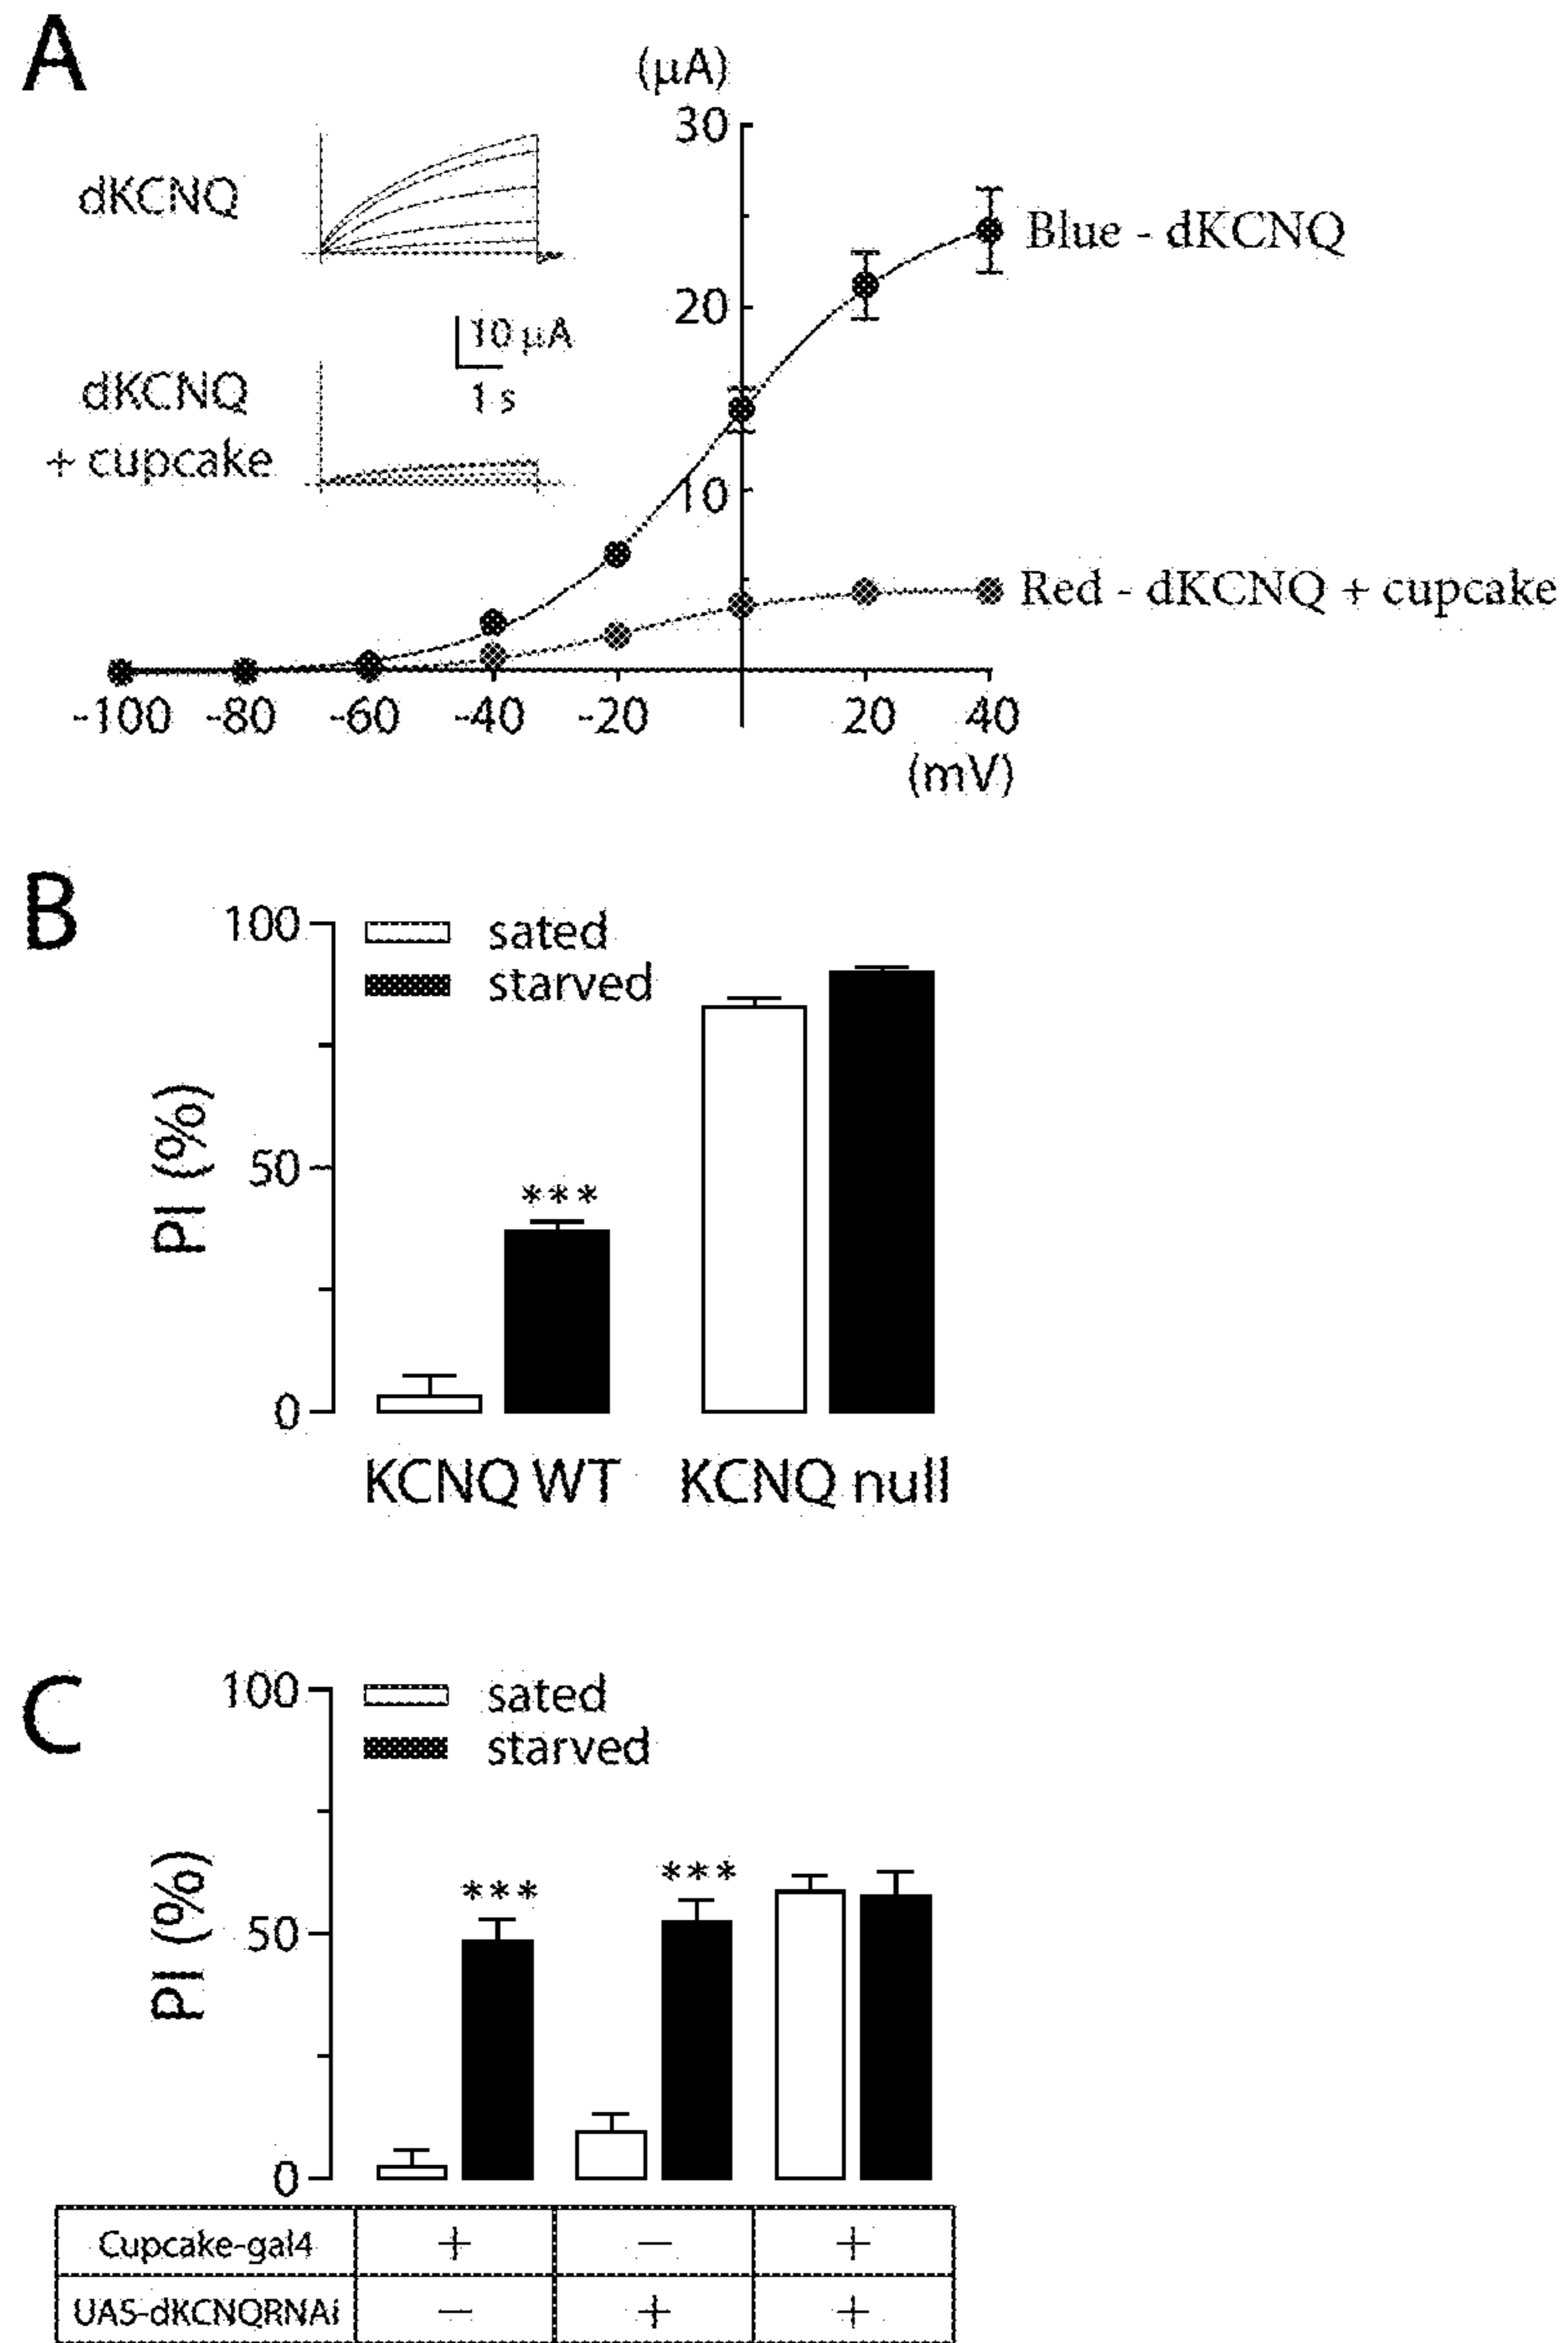 A
(μA)
30
20
10
dKCNQ
10 μA
1 s
dKCNQ
+ cupcake
Blue - dKCNQ
Red - dKCNQ + cupcake
-100 -80 -60 -40 -20 20 40
(mV)
B
PI (%)
100
50
0
sated
starved
***
KCNQ WT KCNQ null
C
PI (%)
100
50
0
sated
starved
*** ***
Cupcake-gal4 + − +
UAS-dKCNQRNAi − + +